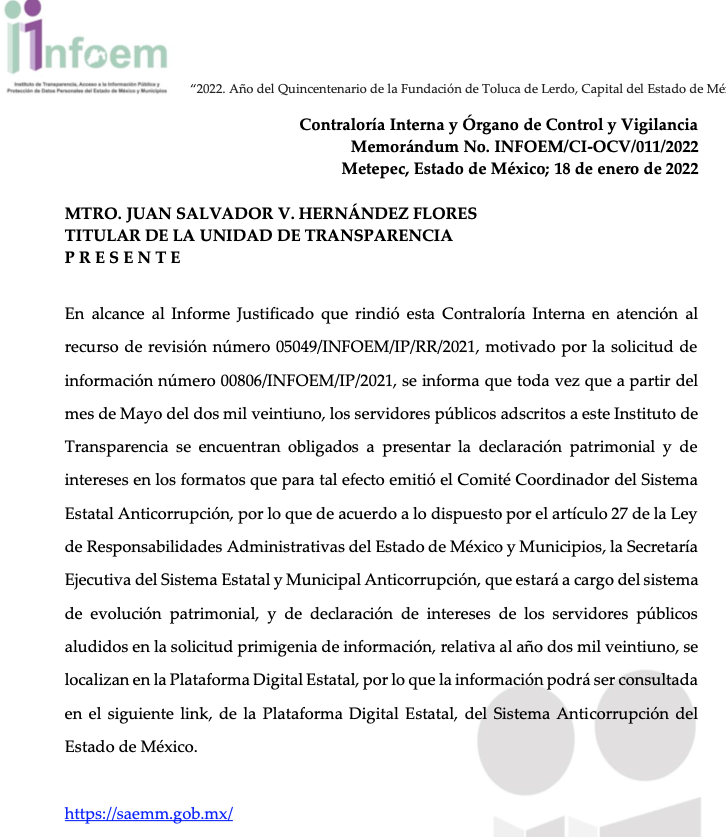 infoem
Instituto de Transparencia, Acceso a la Información Pública y
Protección de Datos Personales del Estado de México y Municipios
“2022. Año del Quincentenario de la Fundación de Toluca de Lerdo, Capital del Estado de Mé
Contraloría Interna y Órgano de Control y Vigilancia
Memorándum No. INFOEM/CI-OCV/011/2022
Metepec, Estado de México; 18 de enero de 2022
MTRO. JUAN SALVADOR V. HERNÁNDEZ FLORES
TITULAR DE LA UNIDAD DE TRANSPARENCIA
P R E S E N T E
En alcance al Informe Justificado que rindió esta Contraloría Interna en atención al
recurso de revisión número 05049/INFOEM/IP/RR/2021, motivado por la solicitud de
información número 00806/INFOEM/IP/2021, se informa que toda vez que a partir del
mes de Mayo del dos mil veintiuno, los servidores públicos adscritos a este Instituto de
Transparencia se encuentran obligados a presentar la declaración patrimonial y de
intereses en los formatos que para tal efecto emitió el Comité Coordinador del Sistema
Estatal Anticorrupción, por lo que de acuerdo a lo dispuesto por el artículo 27 de la Ley
de Responsabilidades Administrativas del Estado de México y Municipios, la Secretaría
Ejecutiva del Sistema Estatal y Municipal Anticorrupción, que estará a cargo del sistema
de evolución patrimonial, y de declaración de intereses de los servidores públicos
aludidos en la solicitud primigenia de información, relativa al año dos mil veintiuno, se
localizan en la Plataforma Digital Estatal, por lo que la información podrá ser consultada
en el siguiente link, de la Plataforma Digital Estatal, del Sistema Anticorrupción del
Estado de México.
https://saemm.gob.mx/